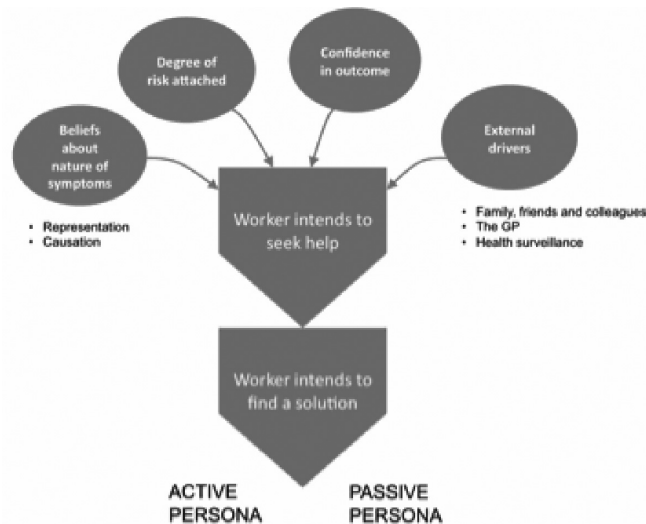 Degree of
risk attached
Confidence
in outcome
Beliefs
about
nature of
symptoms
External
drivers
• Representation
• Causation
• Family, friends and colleagues
• The GP
• Health surveillance
Worker intends to
seek help
Worker intends to
find a solution
ACTIVE
PERSONA
PASSIVE
PERSONA